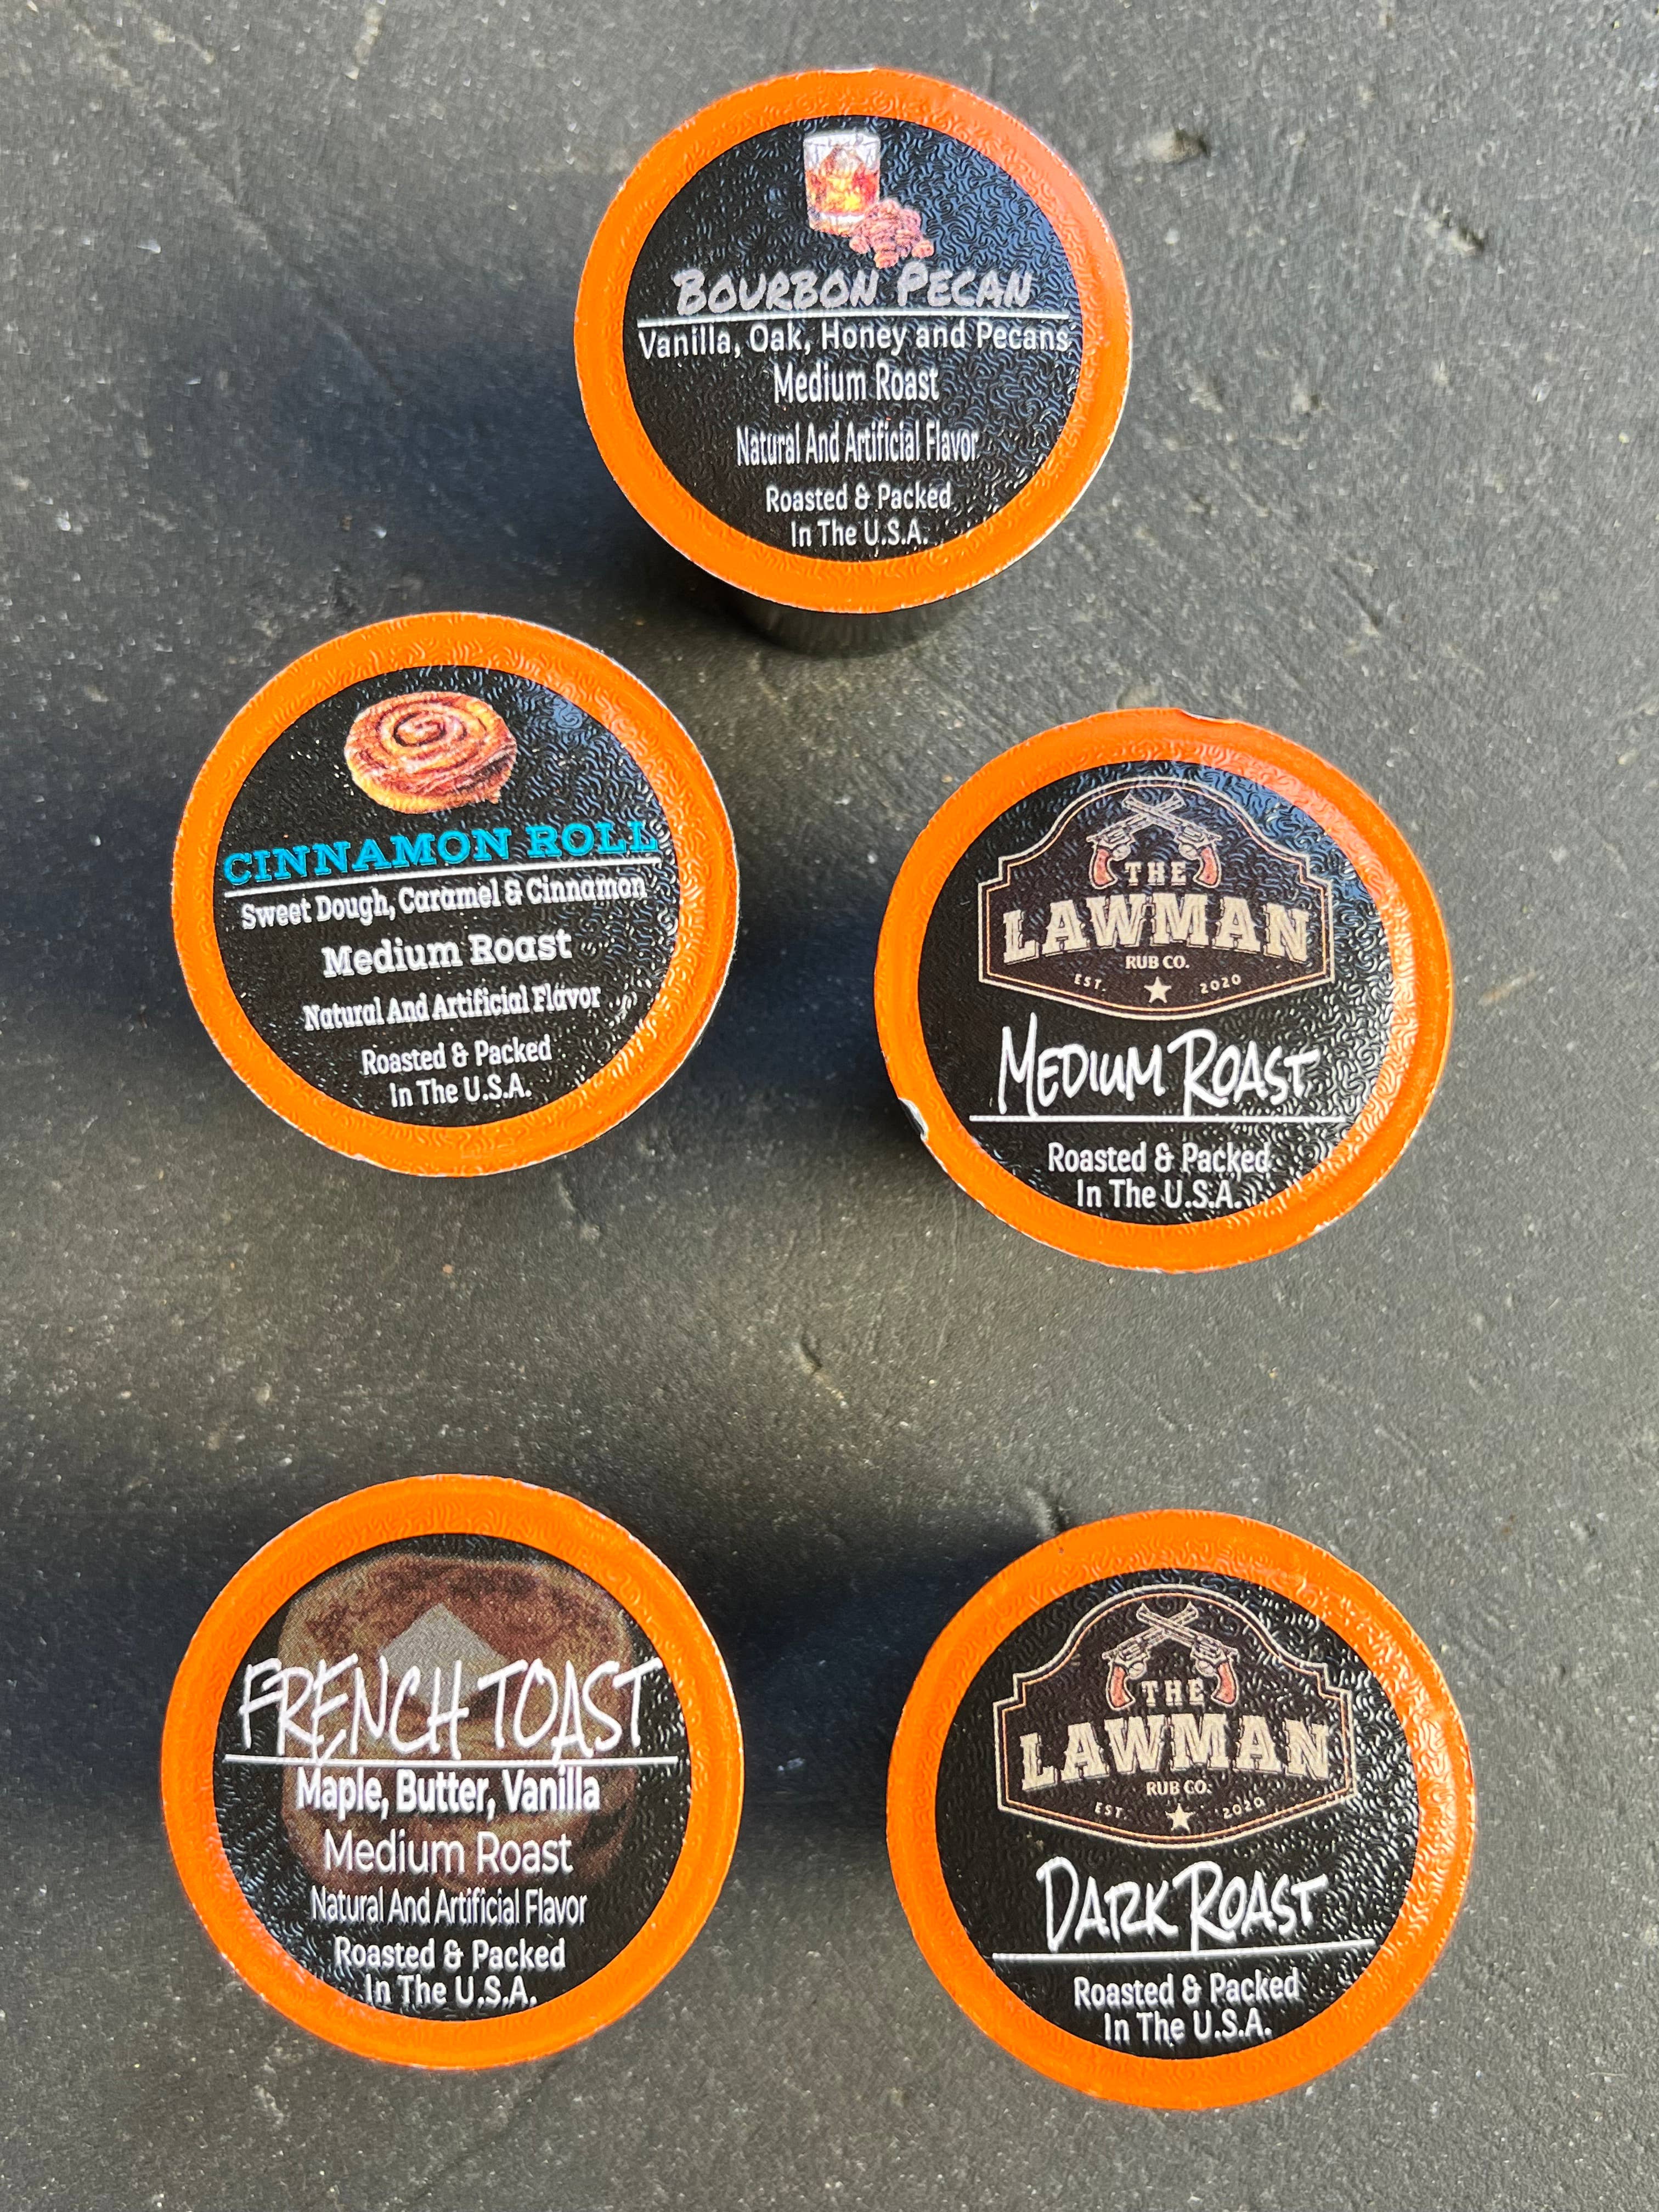 BOURBON PECAN
Vanilla, Oak, Honey and Pecans
Medium Roast
Natural And Artificial Flavor
Roasted & Packed
In The U.S.A.
CINNAMON ROLL
Sweet Dough, Caramel & Cinnamon
Medium Roast
Natural And Artificial Flavor
Roasted & Packed
In The U.S.A.
THE
LAWMAN
RUB CO.
EST. 2020
MEDIUM ROAST
Roasted & Packed
In The U.S.A.
FRENCH TOAST
Maple, Butter, Vanilla
Medium Roast
Natural And Artificial Flavor
Roasted & Packed
In The U.S.A.
THE
LAWMAN
RUB CO.
EST. 2020
DARK ROAST
Roasted & Packed
In The U.S.A.